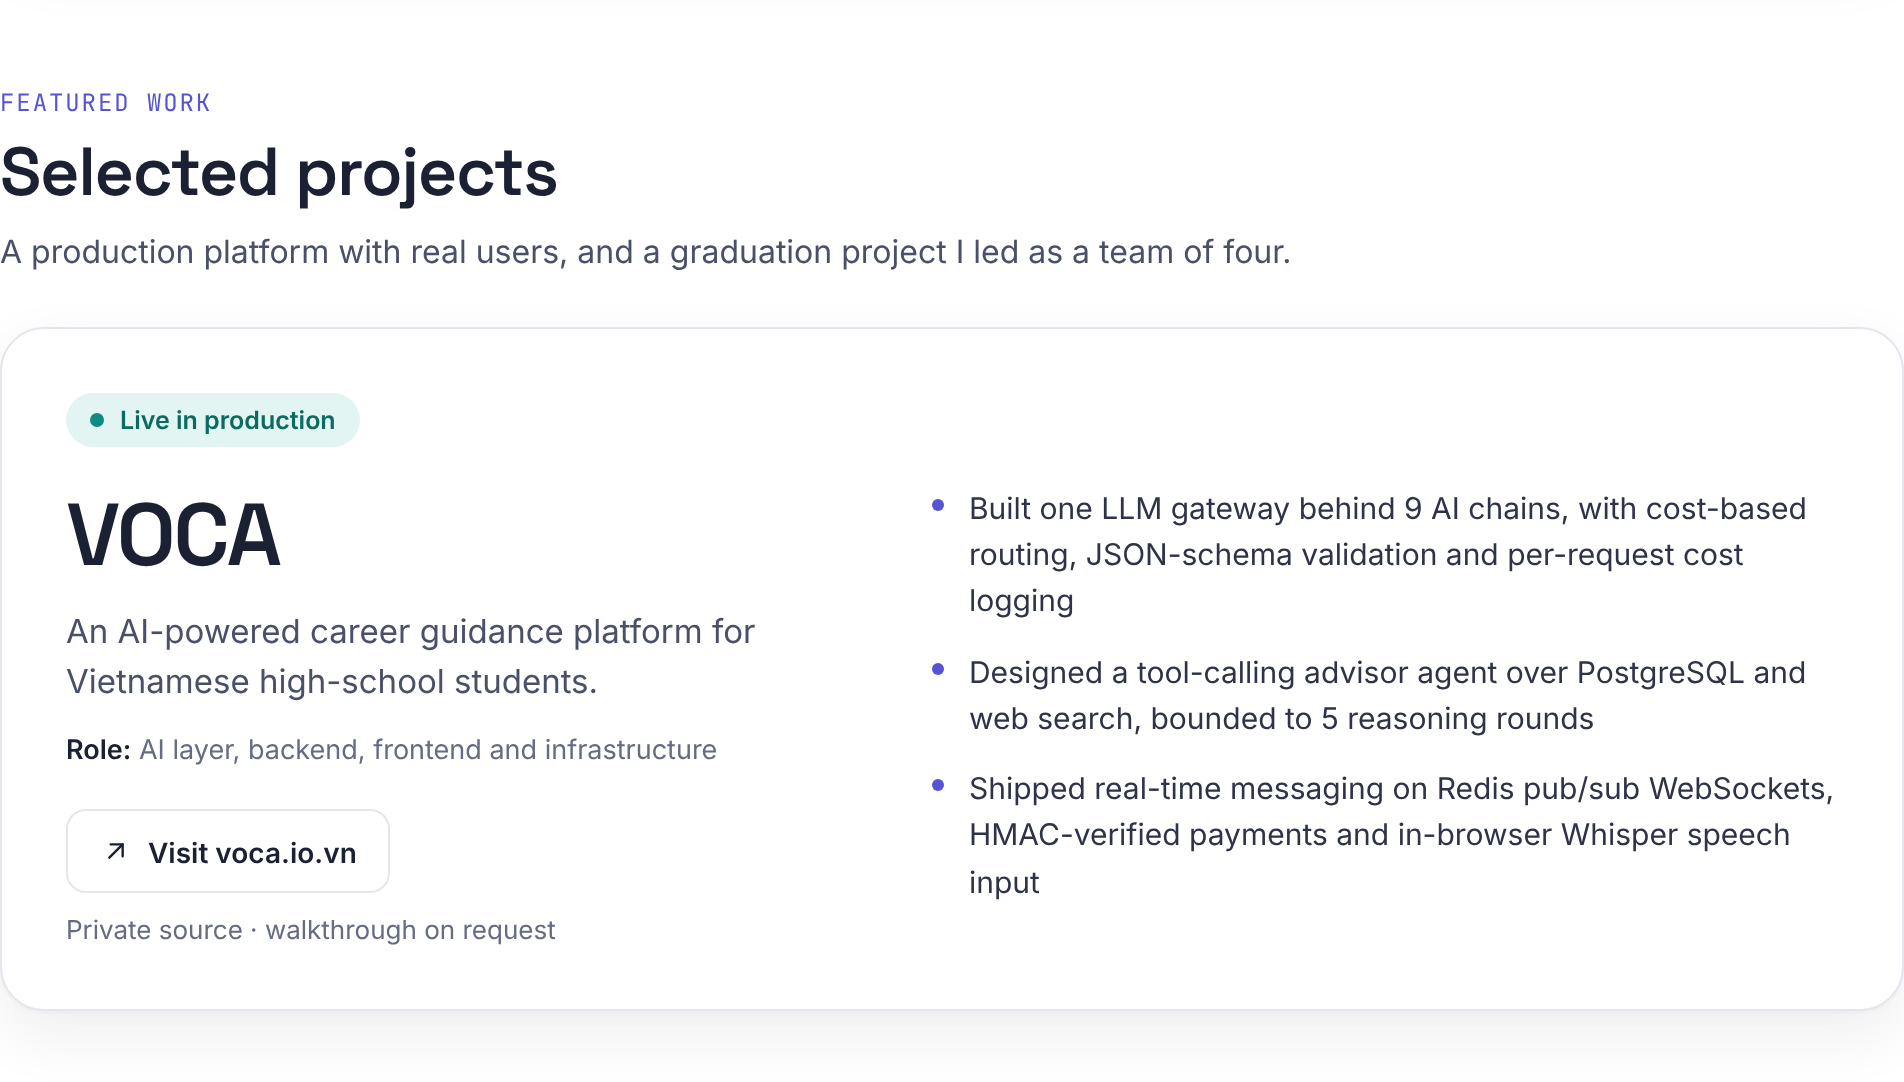 FEATURED WORK
Selected projects
A production platform with real users, and a graduation project I led as a team of four.
Live in production
VOCA
An AI-powered career guidance platform for
Vietnamese high-school students.
Role: AI layer, backend, frontend and infrastructure
Visit voca.io.vn
Private source · walkthrough on request
Built one LLM gateway behind 9 AI chains, with cost-based
routing, JSON-schema validation and per-request cost
logging
Designed a tool-calling advisor agent over PostgreSQL and
web search, bounded to 5 reasoning rounds
Shipped real-time messaging on Redis pub/sub WebSockets,
HMAC-verified payments and in-browser Whisper speech
input